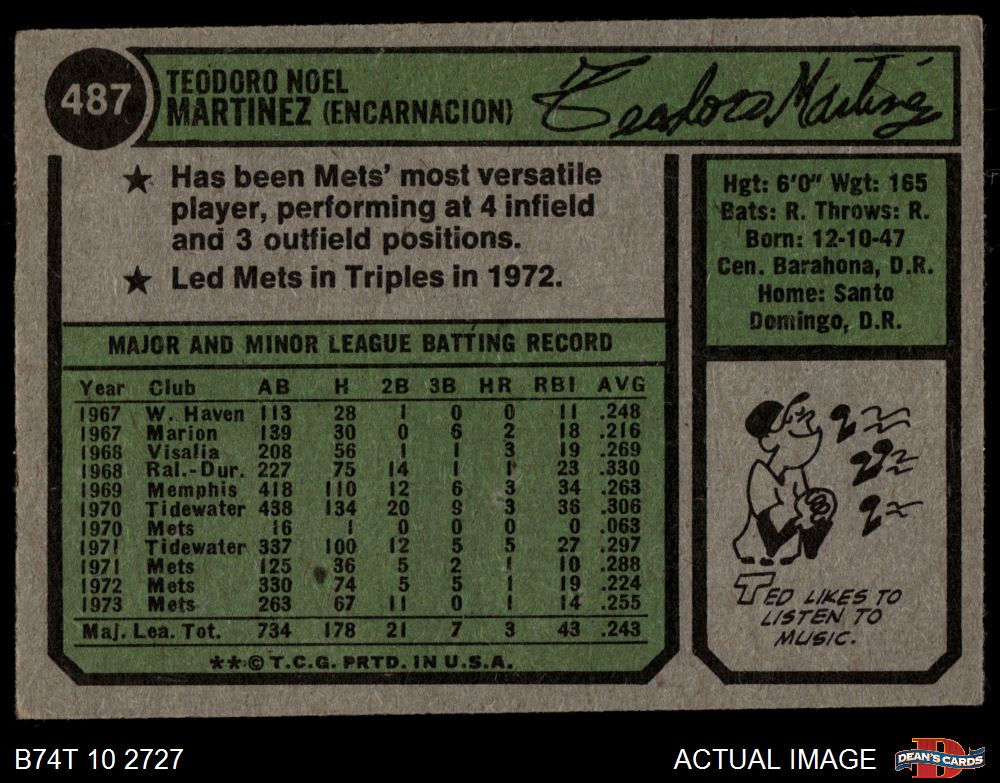 487
TEODORO NOEL
MARTINEZ (ENCARNACION)
Teodoro Martinez
★ Has been Mets' most versatile
player, performing at 4 infield
and 3 outfield positions.
★ Led Mets in Triples in 1972.
Hgt: 6'0" Wgt: 165
Bats: R. Throws: R.
Born: 12-10-47
Cen. Barahona, D.R.
Home: Santo
Domingo, D.R.
MAJOR AND MINOR LEAGUE BATTING RECORD
Year Club AB H 2B 3B HR RBI AVG
1967 W. Haven 113 28 1 0 0 11 .248
1967 Marion 139 30 0 6 2 18 .216
1968 Visalia 208 56 1 1 3 19 .269
1968 Ral.-Dur. 227 75 14 1 1 23 .330
1969 Memphis 418 110 12 6 3 34 .263
1970 Tidewater 438 134 20 9 3 36 .306
1970 Mets 16 1 0 0 0 0 .063
1971 Tidewater 337 100 12 5 5 27 .297
1971 Mets 125 36 5 2 1 10 .288
1972 Mets 330 74 5 5 1 19 .224
1973 Mets 263 67 11 0 1 14 .255
Maj. Lea. Tot. 734 178 21 7 3 43 .243
**© T.C.G. PRTD. IN U.S.A.
TED LIKES TO
LISTEN TO
MUSIC.
B74T 10 2727
ACTUAL IMAGE
DEAN'S CARDS